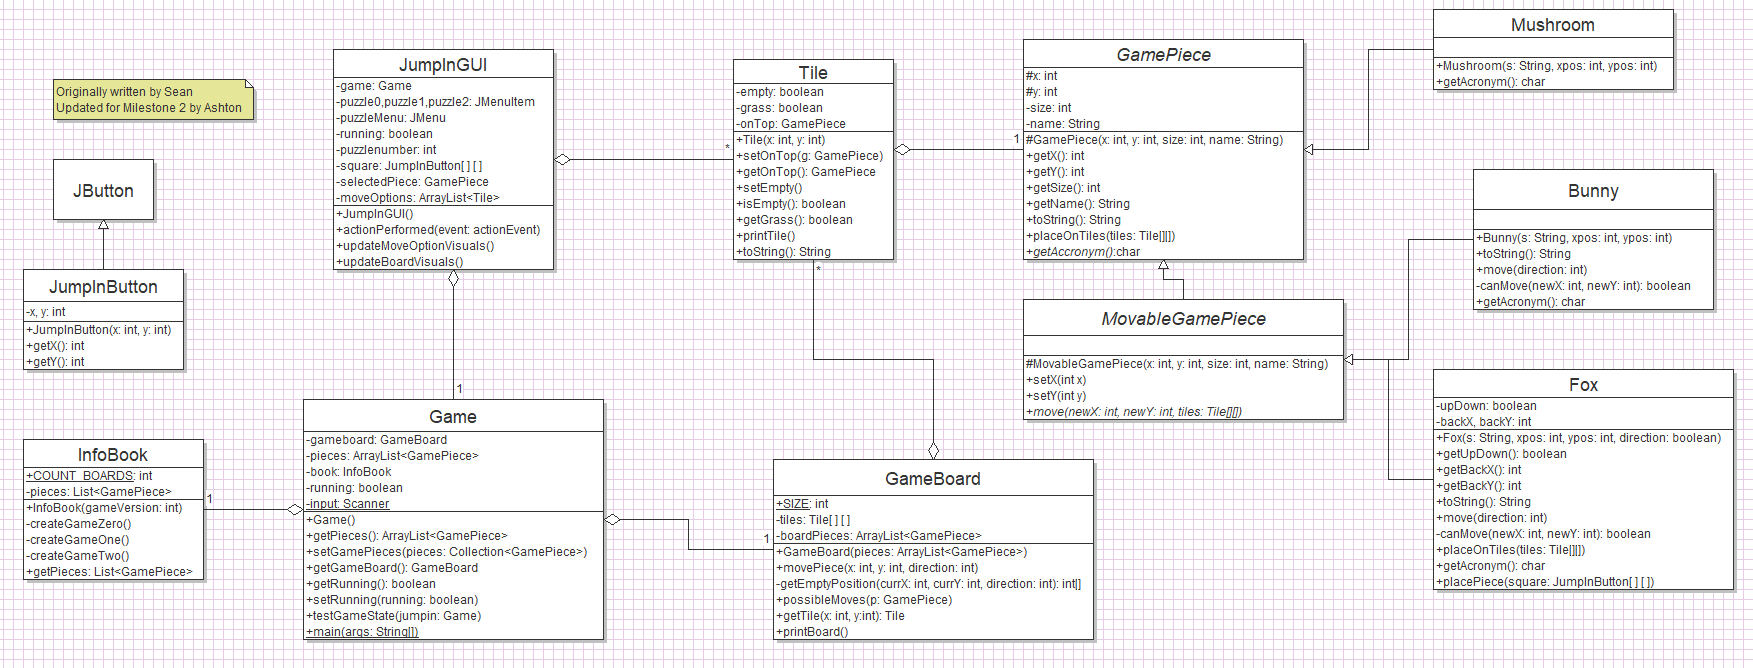 Originally written by Sean
Updated for Milestone 2 by Ashton
JButton
JumpInButton
-x, y: int
+JumpInButton(x: int, y: int)
+getX(): int
+getY(): int
InfoBook
+COUNT_BOARDS: int
-pieces: List<GamePiece>
+InfoBook(gameVersion: int)
-createGameZero()
-createGameOne()
-createGameTwo()
+getPieces: List<GamePiece>
1
JumpInGUI
-game: Game
-puzzle0,puzzle1,puzzle2: JMenuItem
-puzzleMenu: JMenu
-running: boolean
-puzzlenumber: int
-square: JumpInButton[ ] [ ]
-selectedPiece: GamePiece
-moveOptions: ArrayList<Tile>
+JumpInGUI()
+actionPerformed(event: actionEvent)
+updateMoveOptionVisuals()
+updateBoardVisuals()
1
Game
-gameboard: GameBoard
-pieces: ArrayList<GamePiece>
-book: InfoBook
-running: boolean
-input: Scanner
+Game()
+getPieces(): ArrayList<GamePiece>
+setGamePieces(pieces: Collection<GamePiece>)
+getGameBoard(): GameBoard
+getRunning(): boolean
+setRunning(running: boolean)
+testGameState(jumpin: Game)
+main(args: String[])
*
Tile
-empty: boolean
-grass: boolean
-onTop: GamePiece
+Tile(x: int, y: int)
+setOnTop(g: GamePiece)
+getOnTop(): GamePiece
+setEmpty()
+isEmpty(): boolean
+getGrass(): boolean
+printTile()
+toString(): String
*
1
GameBoard
+SIZE: int
-tiles: Tile[ ] [ ]
-boardPieces: ArrayList<GamePiece>
+GameBoard(pieces: ArrayList<GamePiece>)
+movePiece(x: int, y: int, direction: int)
-getEmptyPosition(currX: int, currY: int, direction: int): int[]
+possibleMoves(p: GamePiece)
+getTile(x: int, y:int): Tile
+printBoard()
1
GamePiece
#x: int
#y: int
-size: int
-name: String
#GamePiece(x: int, y: int, size: int, name: String)
+getX(): int
+getY(): int
+getSize(): int
+getName(): String
+toString(): String
+placeOnTiles(tiles: Tile[][])
+getAccronym():char
MovableGamePiece
#MovableGamePiece(x: int, y: int, size: int, name: String)
+setX(int x)
+setY(int y)
+move(newX: int, newY: int, tiles: Tile[][])
Mushroom
+Mushroom(s: String, xpos: int, ypos: int)
+getAcronym(): char
Bunny
+Bunny(s: String, xpos: int, ypos: int)
+toString(): String
+move(direction: int)
-canMove(newX: int, newY: int): boolean
+getAcronym(): char
Fox
-upDown: boolean
-backX, backY: int
+Fox(s: String, xpos: int, ypos: int, direction: boolean)
+getUpDown(): boolean
+getBackX(): int
+getBackY(): int
+toString(): String
+move(direction: int)
-canMove(newX: int, newY: int): boolean
+placeOnTiles(tiles: Tile[][])
+getAcronym(): char
+placePiece(square: JumpInButton[ ] [ ])